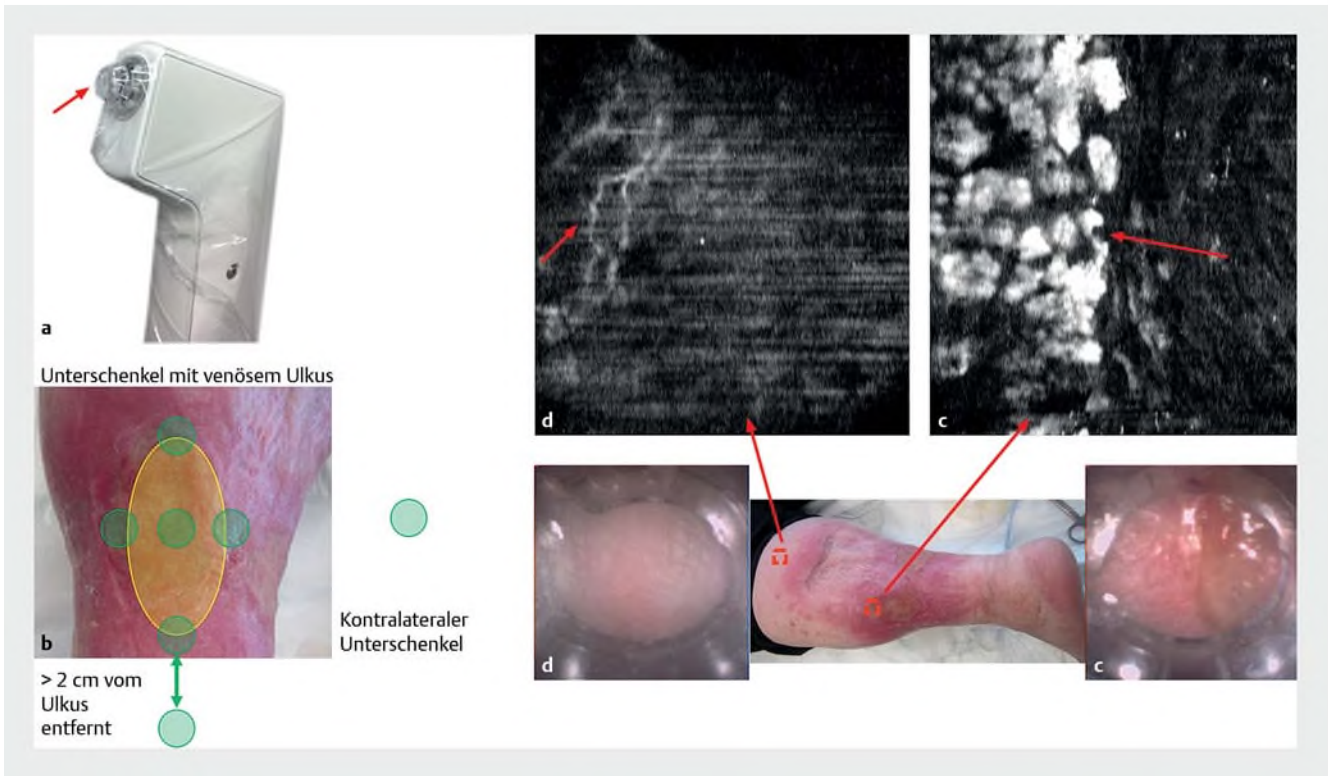 a
Unterschenkel mit venösem Ulkus
b
> 2 cm vom
Ulkus
entfernt
Kontralateraler
Unterschenkel
d
c
d
c